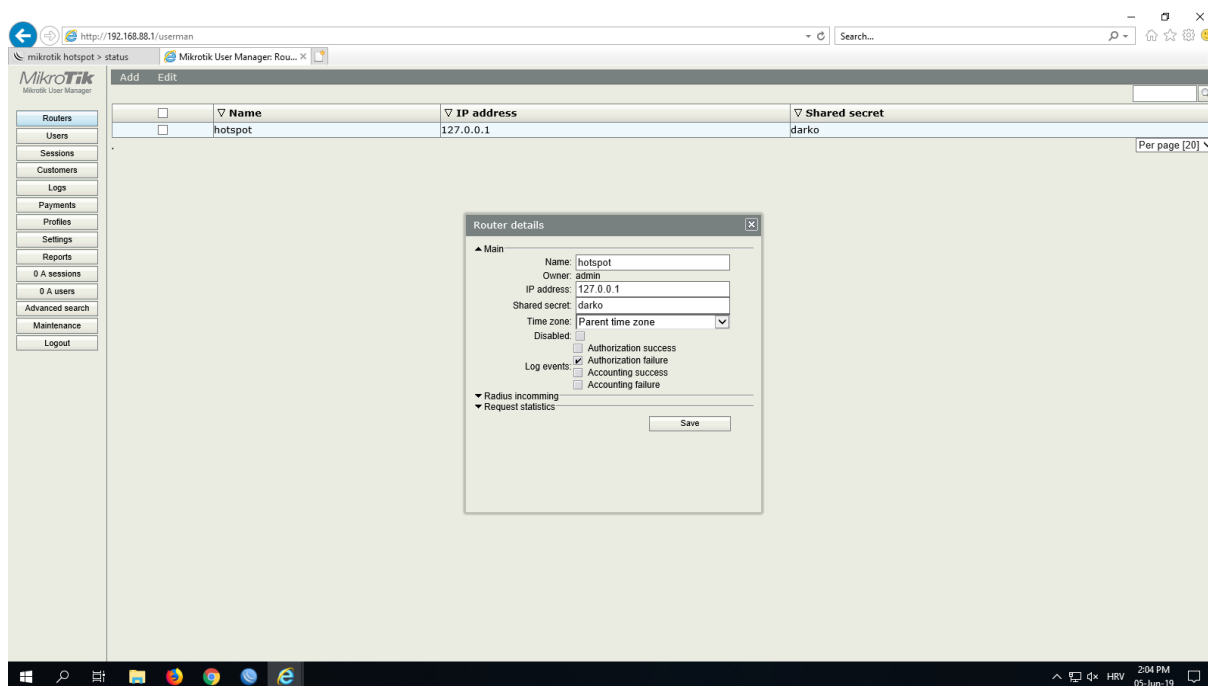 http://192.168.88.1/userman
Search...
mikrotik hotspot > status
Mikrotik User Manager: Rou...
MikroTik
Mikrotik User Manager
Add Edit
Routers
Users
Sessions
Customers
Logs
Payments
Profiles
Settings
Reports
0 A sessions
0 A users
Advanced search
Maintenance
Logout
Name IP address Shared secret
hotspot 127.0.0.1 darko
.
Per page [20]
Router details
Main
Name: hotspot
Owner: admin
IP address: 127.0.0.1
Shared secret: darko
Time zone: Parent time zone
Disabled:
Log events:
Authorization success
Authorization failure
Accounting success
Accounting failure
Radius incomming
Request statistics
Save
HRV
2:04 PM
05-Jun-19